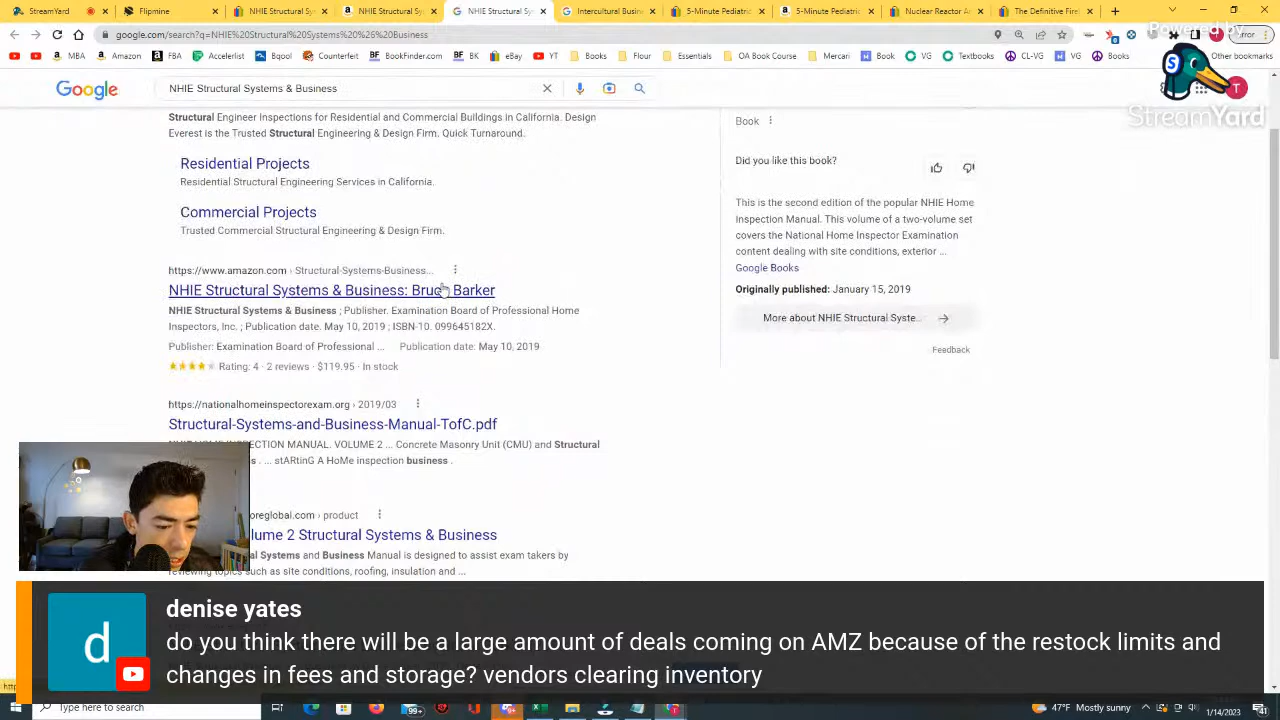 Structural S
NHIE St
Structural S
NHIE Stru
Intercultural Busin
5-Minute Pediatric
5-Minute Pediatric
Nuclear Reactor A
The Definitive Fir
google.com/search?q=NHIE%20Structural%20Systems%20%26%20Business
Powered by
MBA
Amazon
FBA
Accelerlist
Bqool
BookFinder.com
eBay
BK
YT
Books
OA Book Course
Mercari
Book
VG
Textbooks
CL-VG
VG
Books
Other bookmarks
Google
NHIE Structural Systems & Business
T
StreamYard
Structural Engineer Inspections for Residential and Commercial Buildings in California. Design
Everest is the Trusted Structural Engineering & Design Firm. Quick Turnaround.
Residential Projects
Residential Structural Engineering Services in California.
Commercial Projects
Trusted Commercial Structural Engineering & Design Firm.
https://www.amazon.com › Structural-Systems-Business...
NHIE Structural Systems & Business: Bruce Barker
NHIE Structural Systems & Business ; Publisher. Examination Board of Professional Home
Inspectors, Inc. ; Publication date. May 10, 2019 ; ISBN-10. 099645182X.
Publisher: Examination Board of Professional ... Publication date: May 10, 2019
Rating: 4 · 2 reviews · $119.95 · In stock
https://nationalhomeinspectorexam.org › 2019/03
Structural-Systems-and-Business-Manual-TofC.pdf
NHIE HOME INSPECTION MANUAL. VOLUME 2 ... Concrete Masonry Unit (CMU) and Structural
... stARtinG A HoMe inspection business .
oreglobal.com › product
lume 2 Structural Systems & Business
al Systems and Business Manual is designed to assist exam takers by
reviewing topics such as site conditions, roofing, insulation and ...
Book
Did you like this book?
This is the second edition of the popular NHIE Home
Inspection Manual. This volume of a two-volume set
covers the National Home Inspector Examination
content dealing with site conditions, exterior ...
Google Books
Originally published: January 15, 2019
More about NHIE Structural Syste...
Feedback
d
denise yates
do you think there will be a large amount of deals coming on AMZ because of the restock limits and
changes in fees and storage? vendors clearing inventory
Type here to search
99+
47°F Mostly sunny
1/14/2023